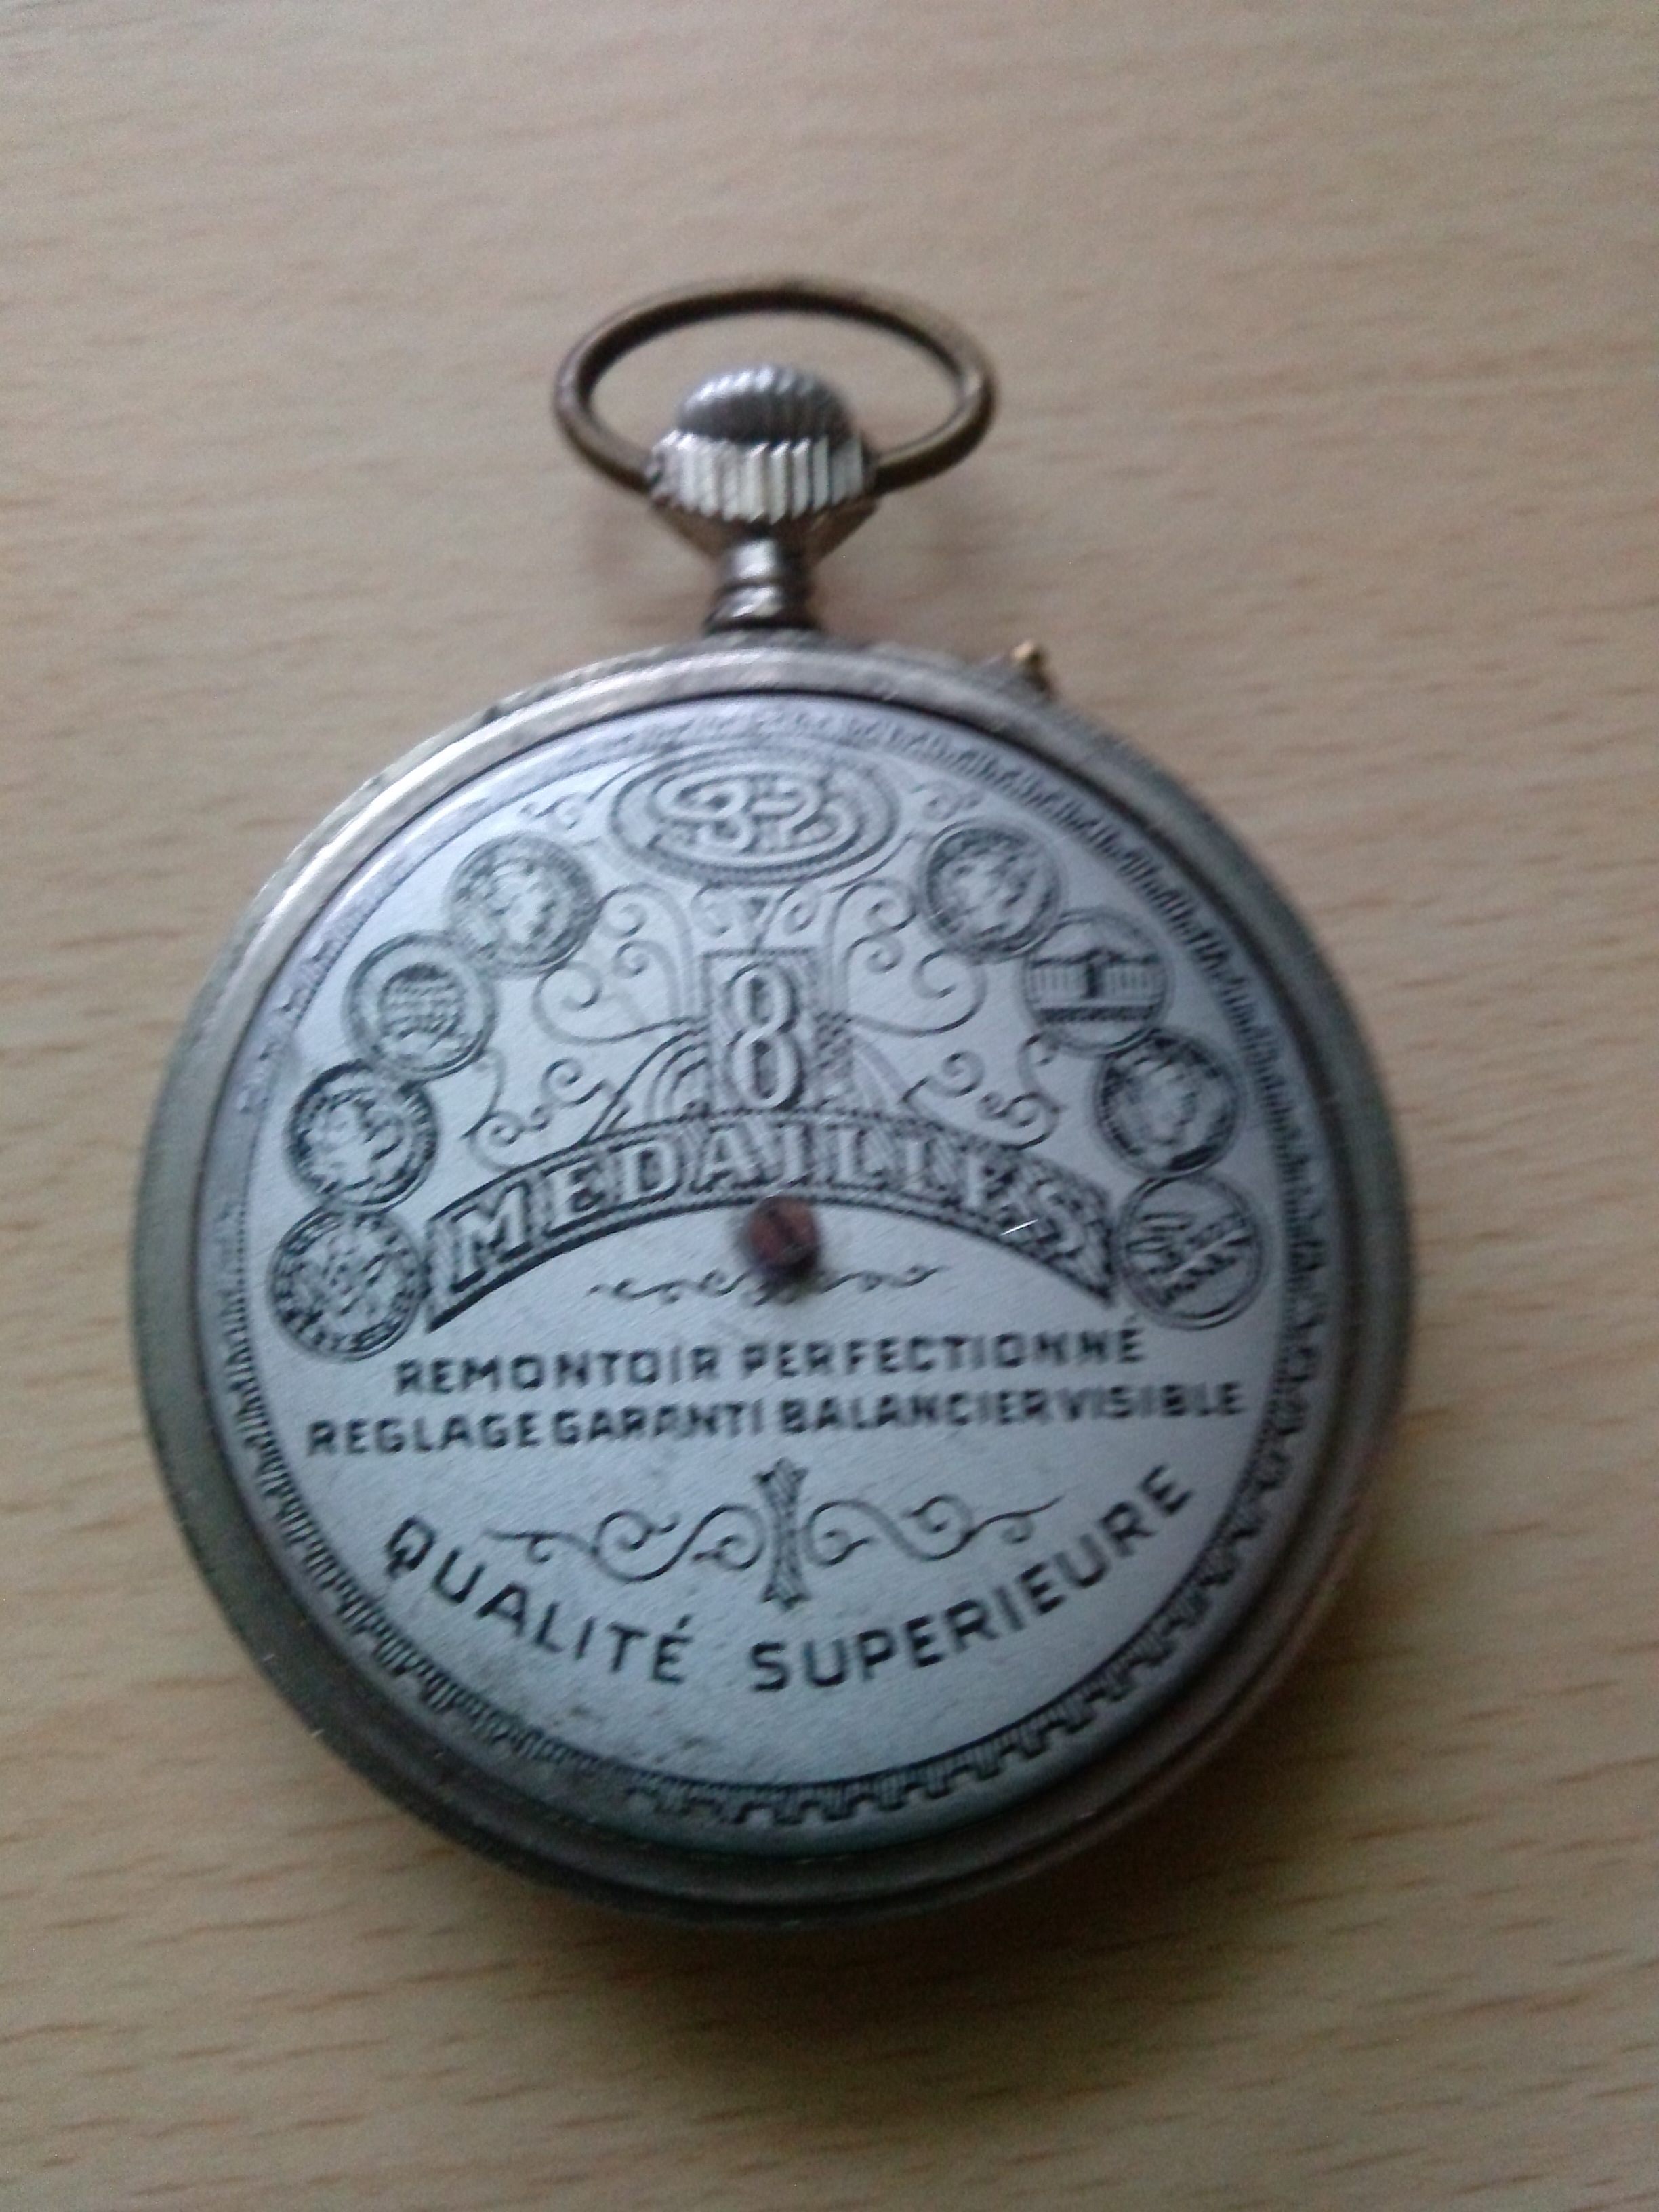 8
MEDAILLES
REMONTOIR PERFECTIONNÉ
REGLAGE GARANTI BALANCIER VISIBLE
QUALITÉ SUPERIEURE